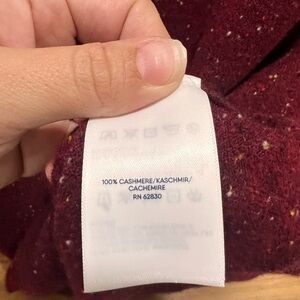 100% CASHMERE/KASCHMIR/
CACHEMIRE
RN 62830